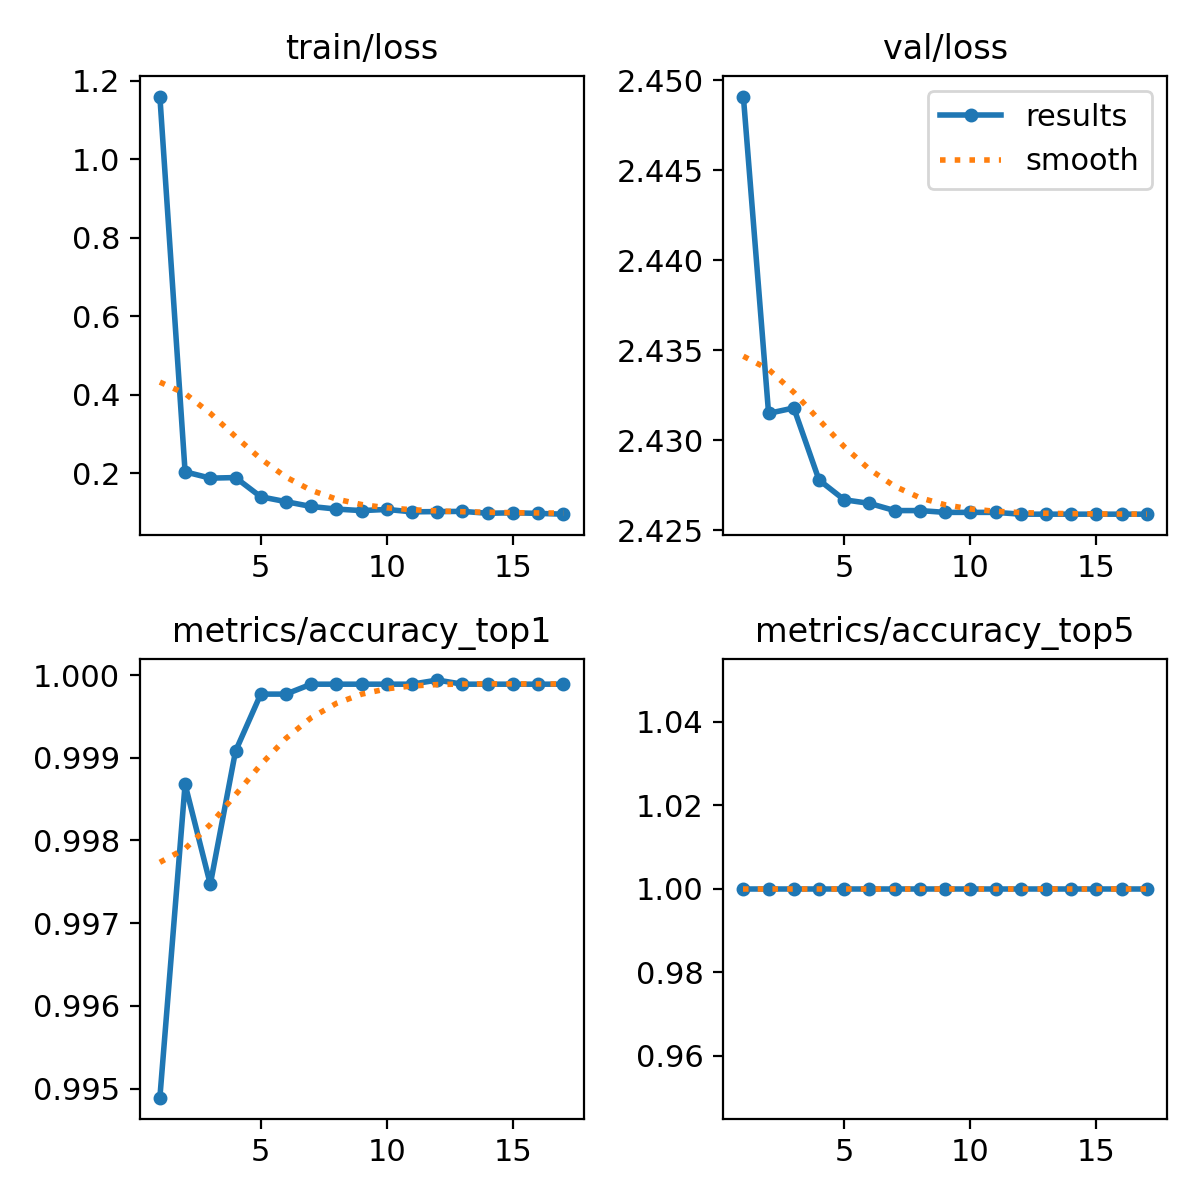 train/loss
1.2
1.0
0.8
0.6
0.4
0.2
5 10 15
val/loss
2.450
2.445
2.440
2.435
2.430
2.425
results
smooth
5 10 15
metrics/accuracy_top1
1.000
0.999
0.998
0.997
0.996
0.995
5 10 15
metrics/accuracy_top5
1.04
1.02
1.00
0.98
0.96
5 10 15